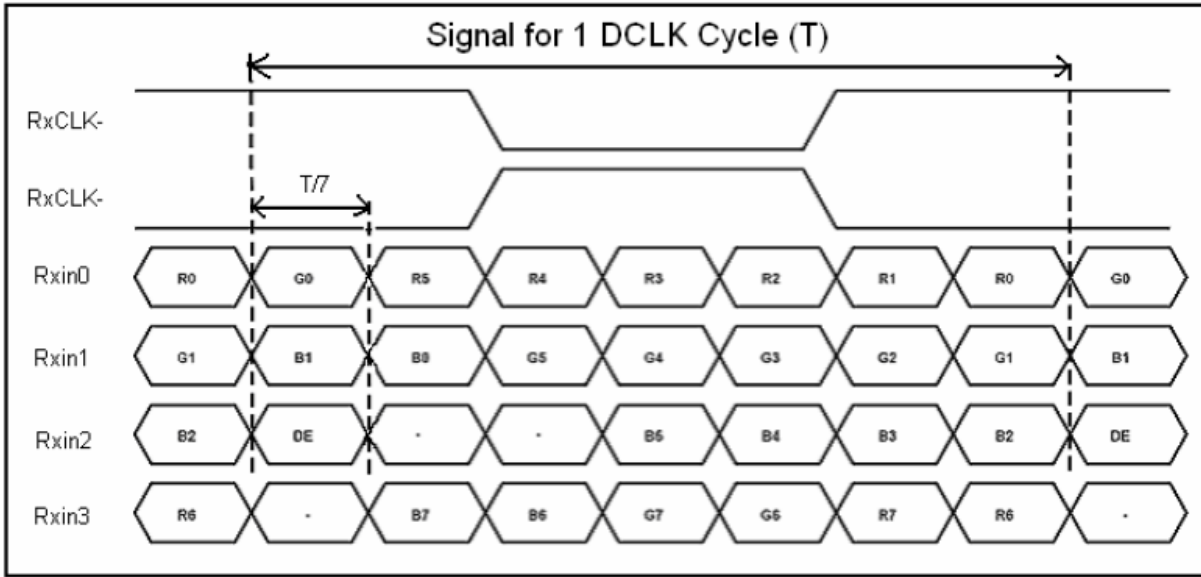 Signal for 1 DCLK Cycle (T)
RxCLK-
RxCLK-
T/7
Rxin0 R0 G0 R5 R4 R3 R2 R1 R0 G0
Rxin1 G1 B1 B0 G5 G4 G3 G2 G1 B1
Rxin2 B2 DE - - B5 B4 B3 B2 DE
Rxin3 R6 - B7 B6 G7 G6 R7 R6 -